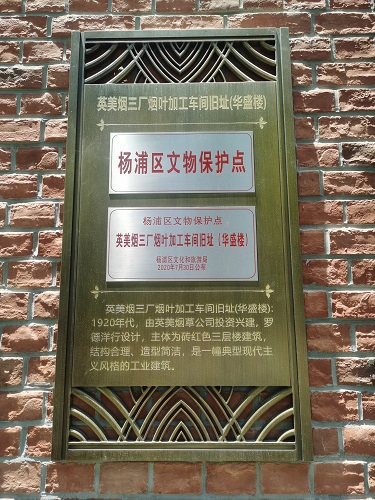 英美烟三厂烟叶加工车间旧址(华盛楼)
杨浦区文物保护点
杨浦区文物保护点
英美烟三厂烟叶加工车间旧址（华盛楼）
杨浦区文化和旅游局
2020年7月30日公布
英美烟三厂烟叶加工车间旧址(华盛楼):
1920年代，由英美烟草公司投资兴建，罗
德洋行设计，主体为砖红色三层楼建筑，
结构合理、造型简洁，是一幢典型现代主
义风格的工业建筑。